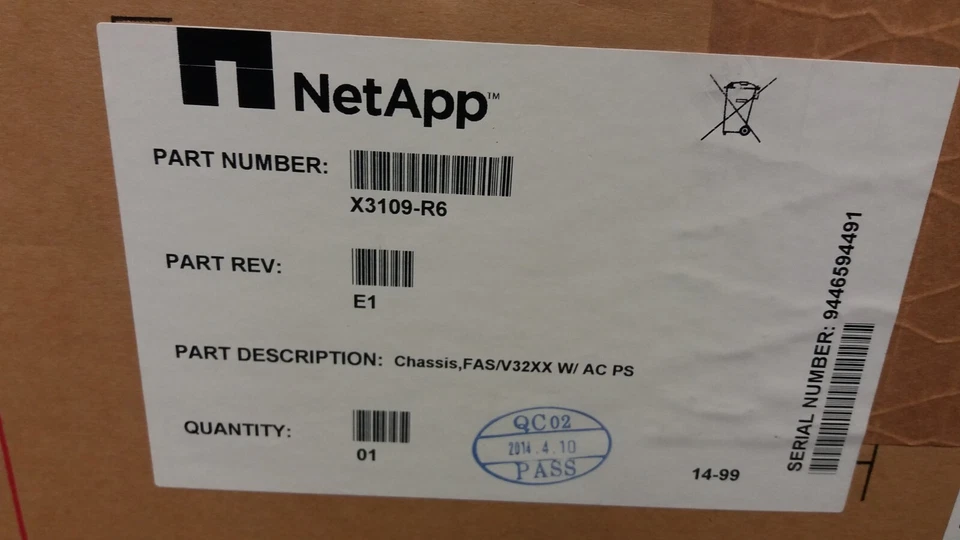 NetApp™
PART NUMBER:
X3109-R6
PART REV:
E1
PART DESCRIPTION: Chassis,FAS/V32XX W/ AC PS
QUANTITY:
01
QC02
2014.4.10
PASS
14-99
SERIAL NUMBER: 9446594491